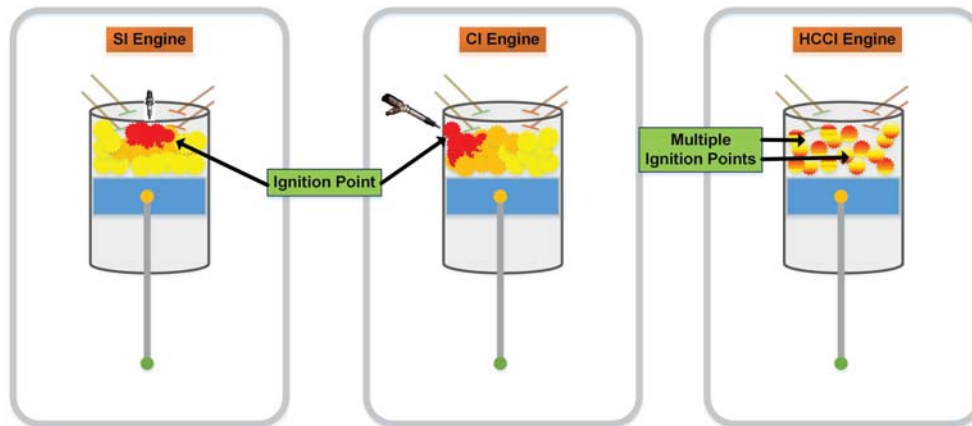 SI Engine
CI Engine
HCCI Engine
Ignition Point
Multiple
Ignition Points